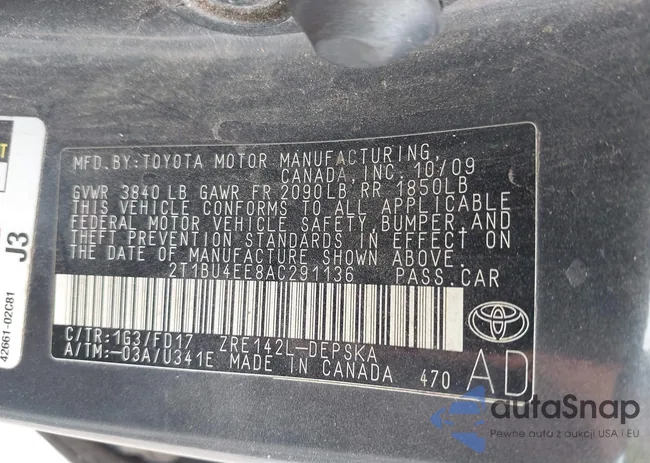 MFD.BY:TOYOTA MOTOR MANUFACTURING,
CANADA, INC. 10/09
GVWR 3840 LB GAWR FR 2090LB, RR 1850LB
THIS VEHICLE CONFORMS TO ALL APPLICABLE
FEDERAL MOTOR VEHICLE SAFETY, BUMPER, AND
THEFT PREVENTION STANDARDS IN EFFECT ON
THE DATE OF MANUFACTURE SHOWN ABOVE.
2T1BU4EE8AC291136 PASS.CAR
C/TR:1G3/FD17 ZRE142L-DEPSKA
A/TM:-03A/U341E MADE IN CANADA 470
AD
J3
42661-02C81
autoSnap
Pewne auta z aukcji USA i EU